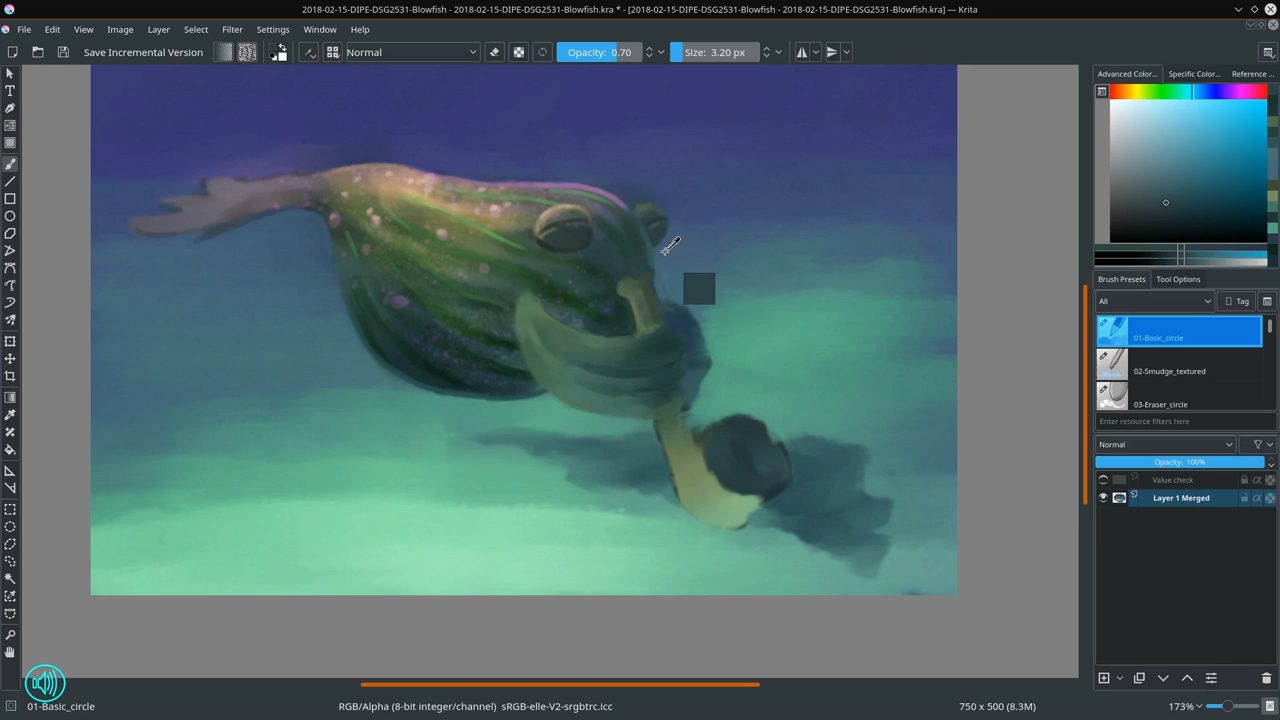 2018-02-15-DIPE-DSG2531-Blowfish - 2018-02-15-DIPE-DSG2531-Blowfish.kra * - [2018-02-15-DIPE-DSG2531-Blowfish - 2018-02-15-DIPE-DSG2531-Blowfish.kra] — Krita
File Edit View Image Layer Select Filter Settings Window Help
Save Incremental Version Normal Opacity: 0.70 Size: 3.20 px
Advanced Color... Specific Color... Reference ...
Brush Presets Tool Options
All Tag
01-Basic_circle
02-Smudge_textured
03-Eraser_circle
Enter resource filters here
Normal
Opacity: 100%
Value check
Layer 1 Merged
01-Basic_circle RGB/Alpha (8-bit integer/channel) sRGB-elle-V2-srgbtrc.icc 750 x 500 (8.3M) 173%